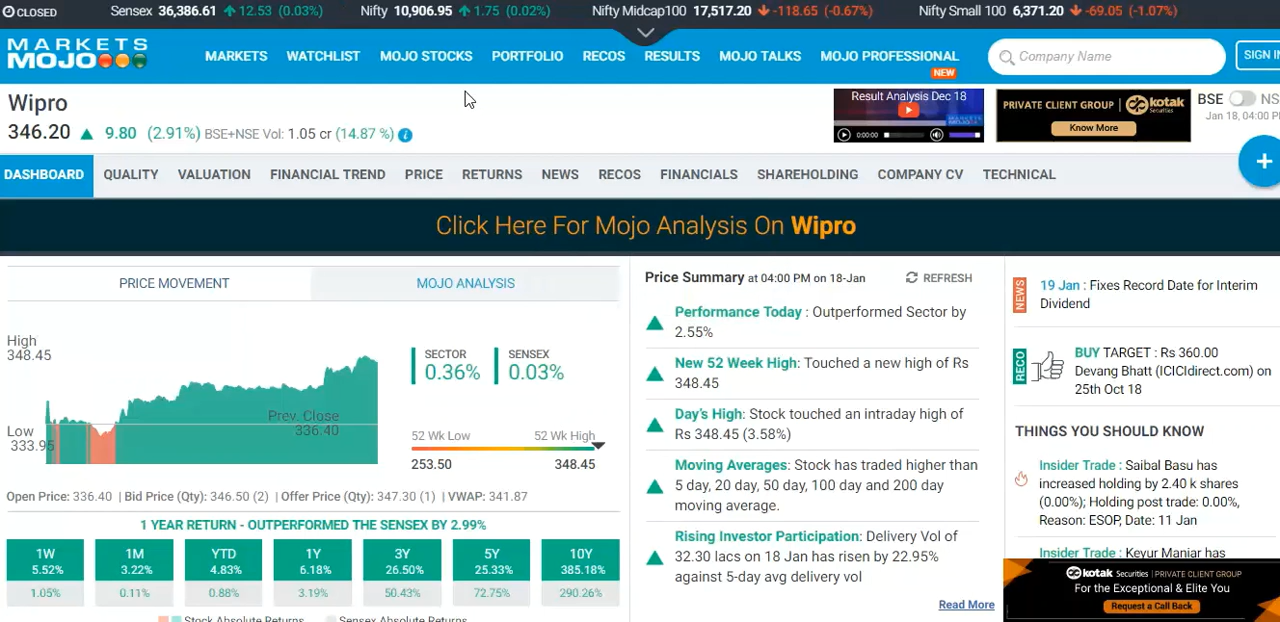 CLOSED
Sensex 36,386.61 12.53 (0.03%)
Nifty 10,906.95 1.75 (0.02%)
Nifty Midcap100 17,517.20 -118.65 (-0.67%)
Nifty Small 100 6,371.20 -69.05 (-1.07%)
MARKETS
MOJO
MARKETS WATCHLIST MOJO STOCKS PORTFOLIO RECOS RESULTS MOJO TALKS MOJO PROFESSIONAL
NEW
Company Name
SIGN
Wipro
346.20 9.80 (2.91%) BSE+NSE Vol: 1.05 cr (14.87 %)
Result Analysis Dec 18
0:00:00
PRIVATE CLIENT GROUP | kotak
Securities
Know More
BSE
Jan 18, 04:00
DASHBOARD QUALITY VALUATION FINANCIAL TREND PRICE RETURNS NEWS RECOS FINANCIALS SHAREHOLDING COMPANY CV TECHNICAL
Click Here For Mojo Analysis On Wipro
PRICE MOVEMENT
MOJO ANALYSIS
High
348.45
Low
333.95
Prev. Close
336.40
SECTOR
0.36%
SENSEX
0.03%
52 Wk Low 52 Wk High
253.50 348.45
Open Price: 336.40 | Bid Price (Qty): 346.50 (2) | Offer Price (Qty): 347.30 (1) | VWAP: 341.87
1 YEAR RETURN - OUTPERFORMED THE SENSEX BY 2.99%
1W 1M YTD 1Y 3Y 5Y 10Y
5.52% 3.22% 4.83% 6.18% 26.50% 25.33% 385.18%
1.05% 0.11% 0.88% 3.19% 50.43% 72.75% 290.26%
Stock Absolute Returns Sensex Absolute Returns
Price Summary at 04:00 PM on 18-Jan
REFRESH
Performance Today : Outperformed Sector by
2.55%
New 52 Week High: Touched a new high of Rs
348.45
Day's High: Stock touched an intraday high of
Rs 348.45 (3.58%)
Moving Averages: Stock has traded higher than
5 day, 20 day, 50 day, 100 day and 200 day
moving average.
Rising Investor Participation: Delivery Vol of
32.30 lacs on 18 Jan has risen by 22.95%
against 5-day avg delivery vol
Read More
NEWS
19 Jan : Fixes Record Date for Interim
Dividend
RECO
BUY TARGET : Rs 360.00
Devang Bhatt (ICICIdirect.com) on
25th Oct 18
THINGS YOU SHOULD KNOW
Insider Trade : Saibal Basu has
increased holding by 2.40 k shares
(0.00%); Holding post trade: 0.00%,
Reason: ESOP, Date: 11 Jan
Insider Trade : Keyur Maniar has
kotak Securities | PRIVATE CLIENT GROUP
For the Exceptional & Elite You
Request a Call Back